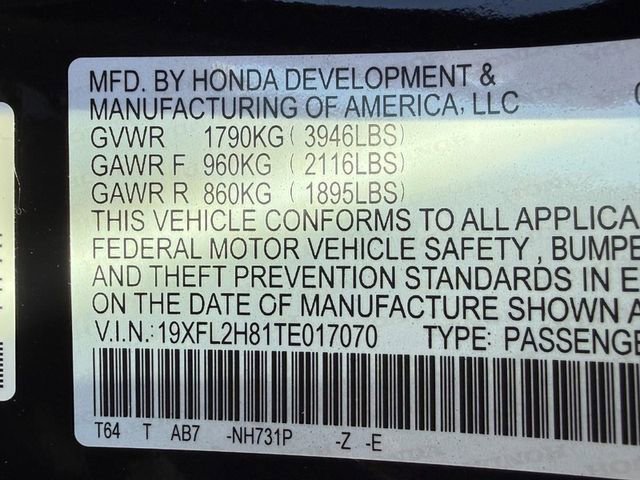 MFD. BY HONDA DEVELOPMENT &
MANUFACTURING OF AMERICA, LLC
GVWR 1790KG ( 3946LBS)
GAWR F 960KG ( 2116LBS)
GAWR R 860KG ( 1895LBS)
THIS VEHICLE CONFORMS TO ALL APPLICA
FEDERAL MOTOR VEHICLE SAFETY , BUMPE
AND THEFT PREVENTION STANDARDS IN E
ON THE DATE OF MANUFACTURE SHOWN A
V.I.N.: 19XFL2H81TE017070 TYPE: PASSENGE
T64 T AB7 -NH731P -Z -E